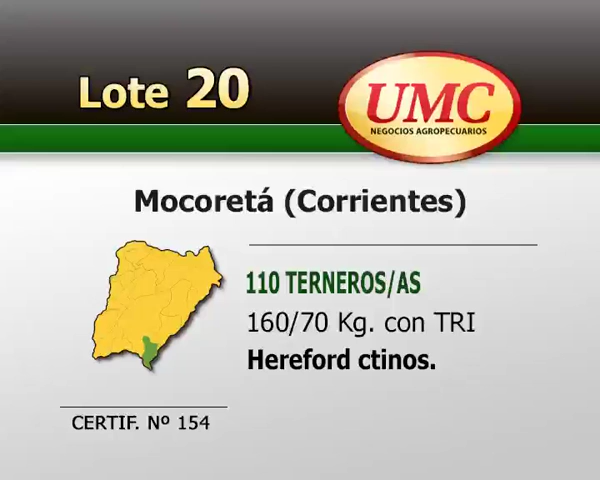 Lote 20
UMC
NEGOCIOS AGROPECUARIOS
Mocoretá (Corrientes)
110 TERNEROS/AS
160/70 Kg. con TRI
Hereford ctinos.
CERTIF. Nº 154